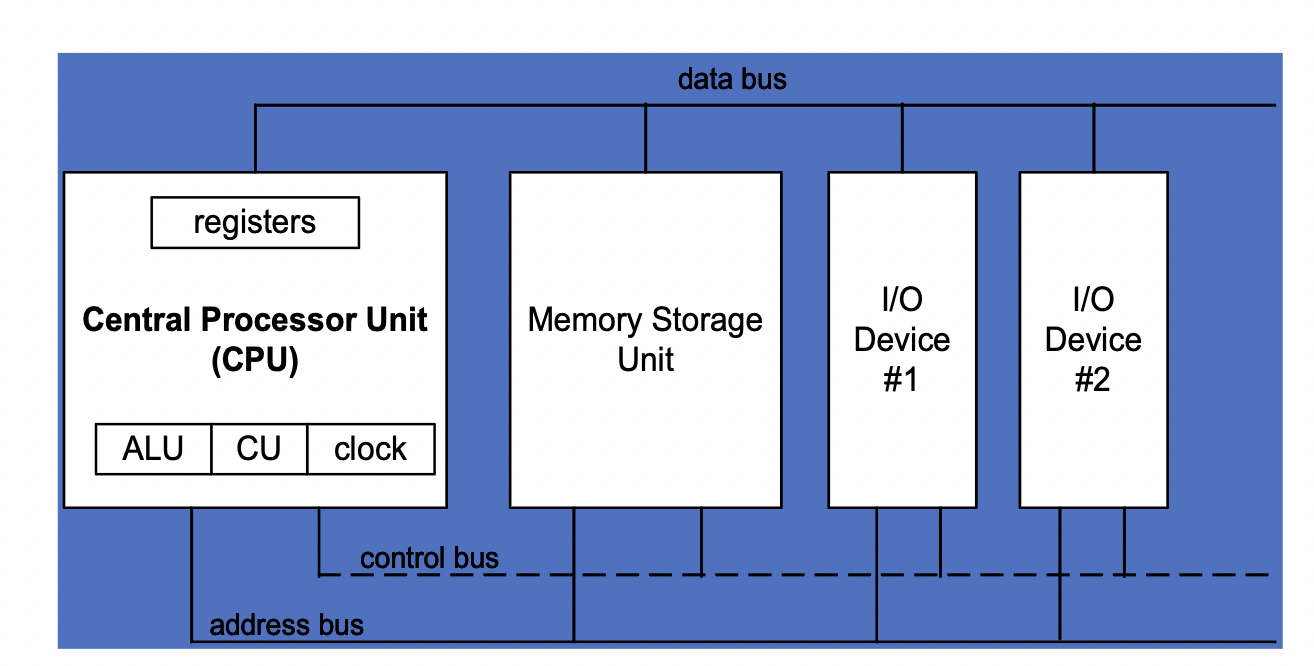 data bus
registers
Central Processor Unit
(CPU)
ALU CU clock
Memory Storage
Unit
I/O
Device
#1
I/O
Device
#2
control bus
address bus